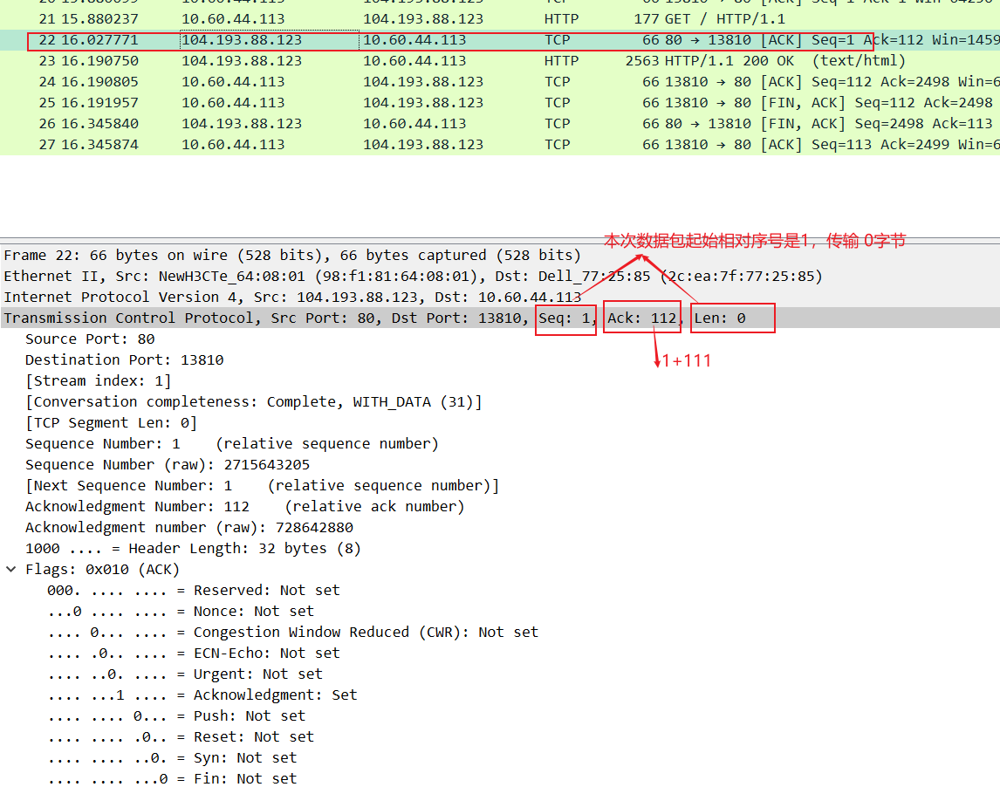 21 15.880237 10.60.44.113 104.193.88.123 HTTP 177 GET / HTTP/1.1
22 16.027771 104.193.88.123 10.60.44.113 TCP 66 80 → 13810 [ACK] Seq=1 Ack=112 Win=1459
23 16.190750 104.193.88.123 10.60.44.113 HTTP 2563 HTTP/1.1 200 OK (text/html)
24 16.190805 10.60.44.113 104.193.88.123 TCP 66 13810 → 80 [ACK] Seq=112 Ack=2498 Win=6
25 16.191957 10.60.44.113 104.193.88.123 TCP 66 13810 → 80 [FIN, ACK] Seq=112 Ack=2498
26 16.345840 104.193.88.123 10.60.44.113 TCP 66 80 → 13810 [FIN, ACK] Seq=2498 Ack=113
27 16.345874 10.60.44.113 104.193.88.123 TCP 66 13810 → 80 [ACK] Seq=113 Ack=2499 Win=6
本次数据包起始相对序号是1，传输 0字节
Frame 22: 66 bytes on wire (528 bits), 66 bytes captured (528 bits)
Ethernet II, Src: NewH3CTe_64:08:01 (98:f1:81:64:08:01), Dst: Dell_77:25:85 (2c:ea:7f:77:25:85)
Internet Protocol Version 4, Src: 104.193.88.123, Dst: 10.60.44.113
Transmission Control Protocol, Src Port: 80, Dst Port: 13810, Seq: 1, Ack: 112, Len: 0
Source Port: 80
Destination Port: 13810
1+111
[Stream index: 1]
[Conversation completeness: Complete, WITH_DATA (31)]
[TCP Segment Len: 0]
Sequence Number: 1 (relative sequence number)
Sequence Number (raw): 2715643205
[Next Sequence Number: 1 (relative sequence number)]
Acknowledgment Number: 112 (relative ack number)
Acknowledgment number (raw): 728642880
1000 .... = Header Length: 32 bytes (8)
Flags: 0x010 (ACK)
000. .... .... = Reserved: Not set
...0 .... .... = Nonce: Not set
.... 0... .... = Congestion Window Reduced (CWR): Not set
.... .0.. .... = ECN-Echo: Not set
.... ..0. .... = Urgent: Not set
.... ...1 .... = Acknowledgment: Set
.... .... 0... = Push: Not set
.... .... .0.. = Reset: Not set
.... .... ..0. = Syn: Not set
.... .... ...0 = Fin: Not set